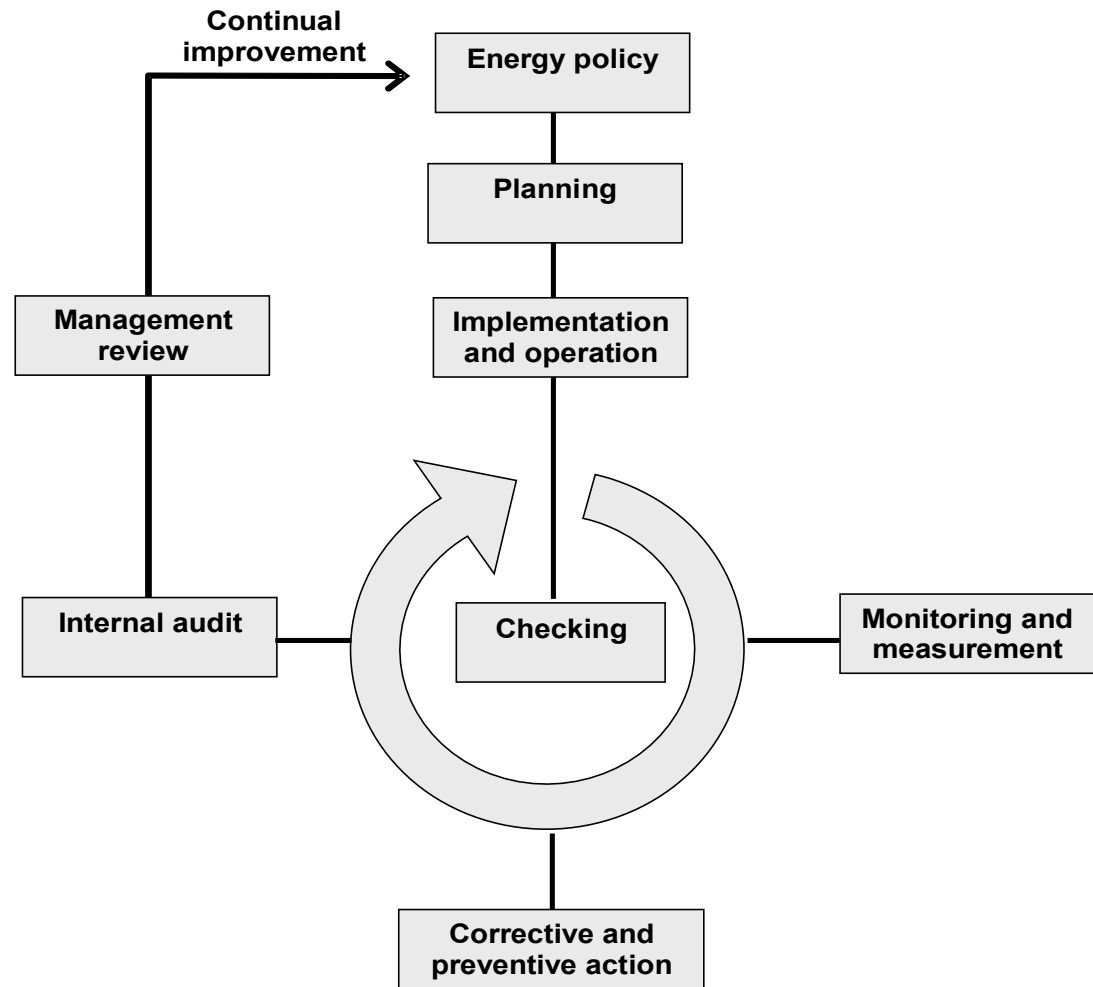 Continual
improvement
Energy policy
Planning
Management
review
Implementation
and operation
Internal audit
Checking
Monitoring and
measurement
Corrective and
preventive action